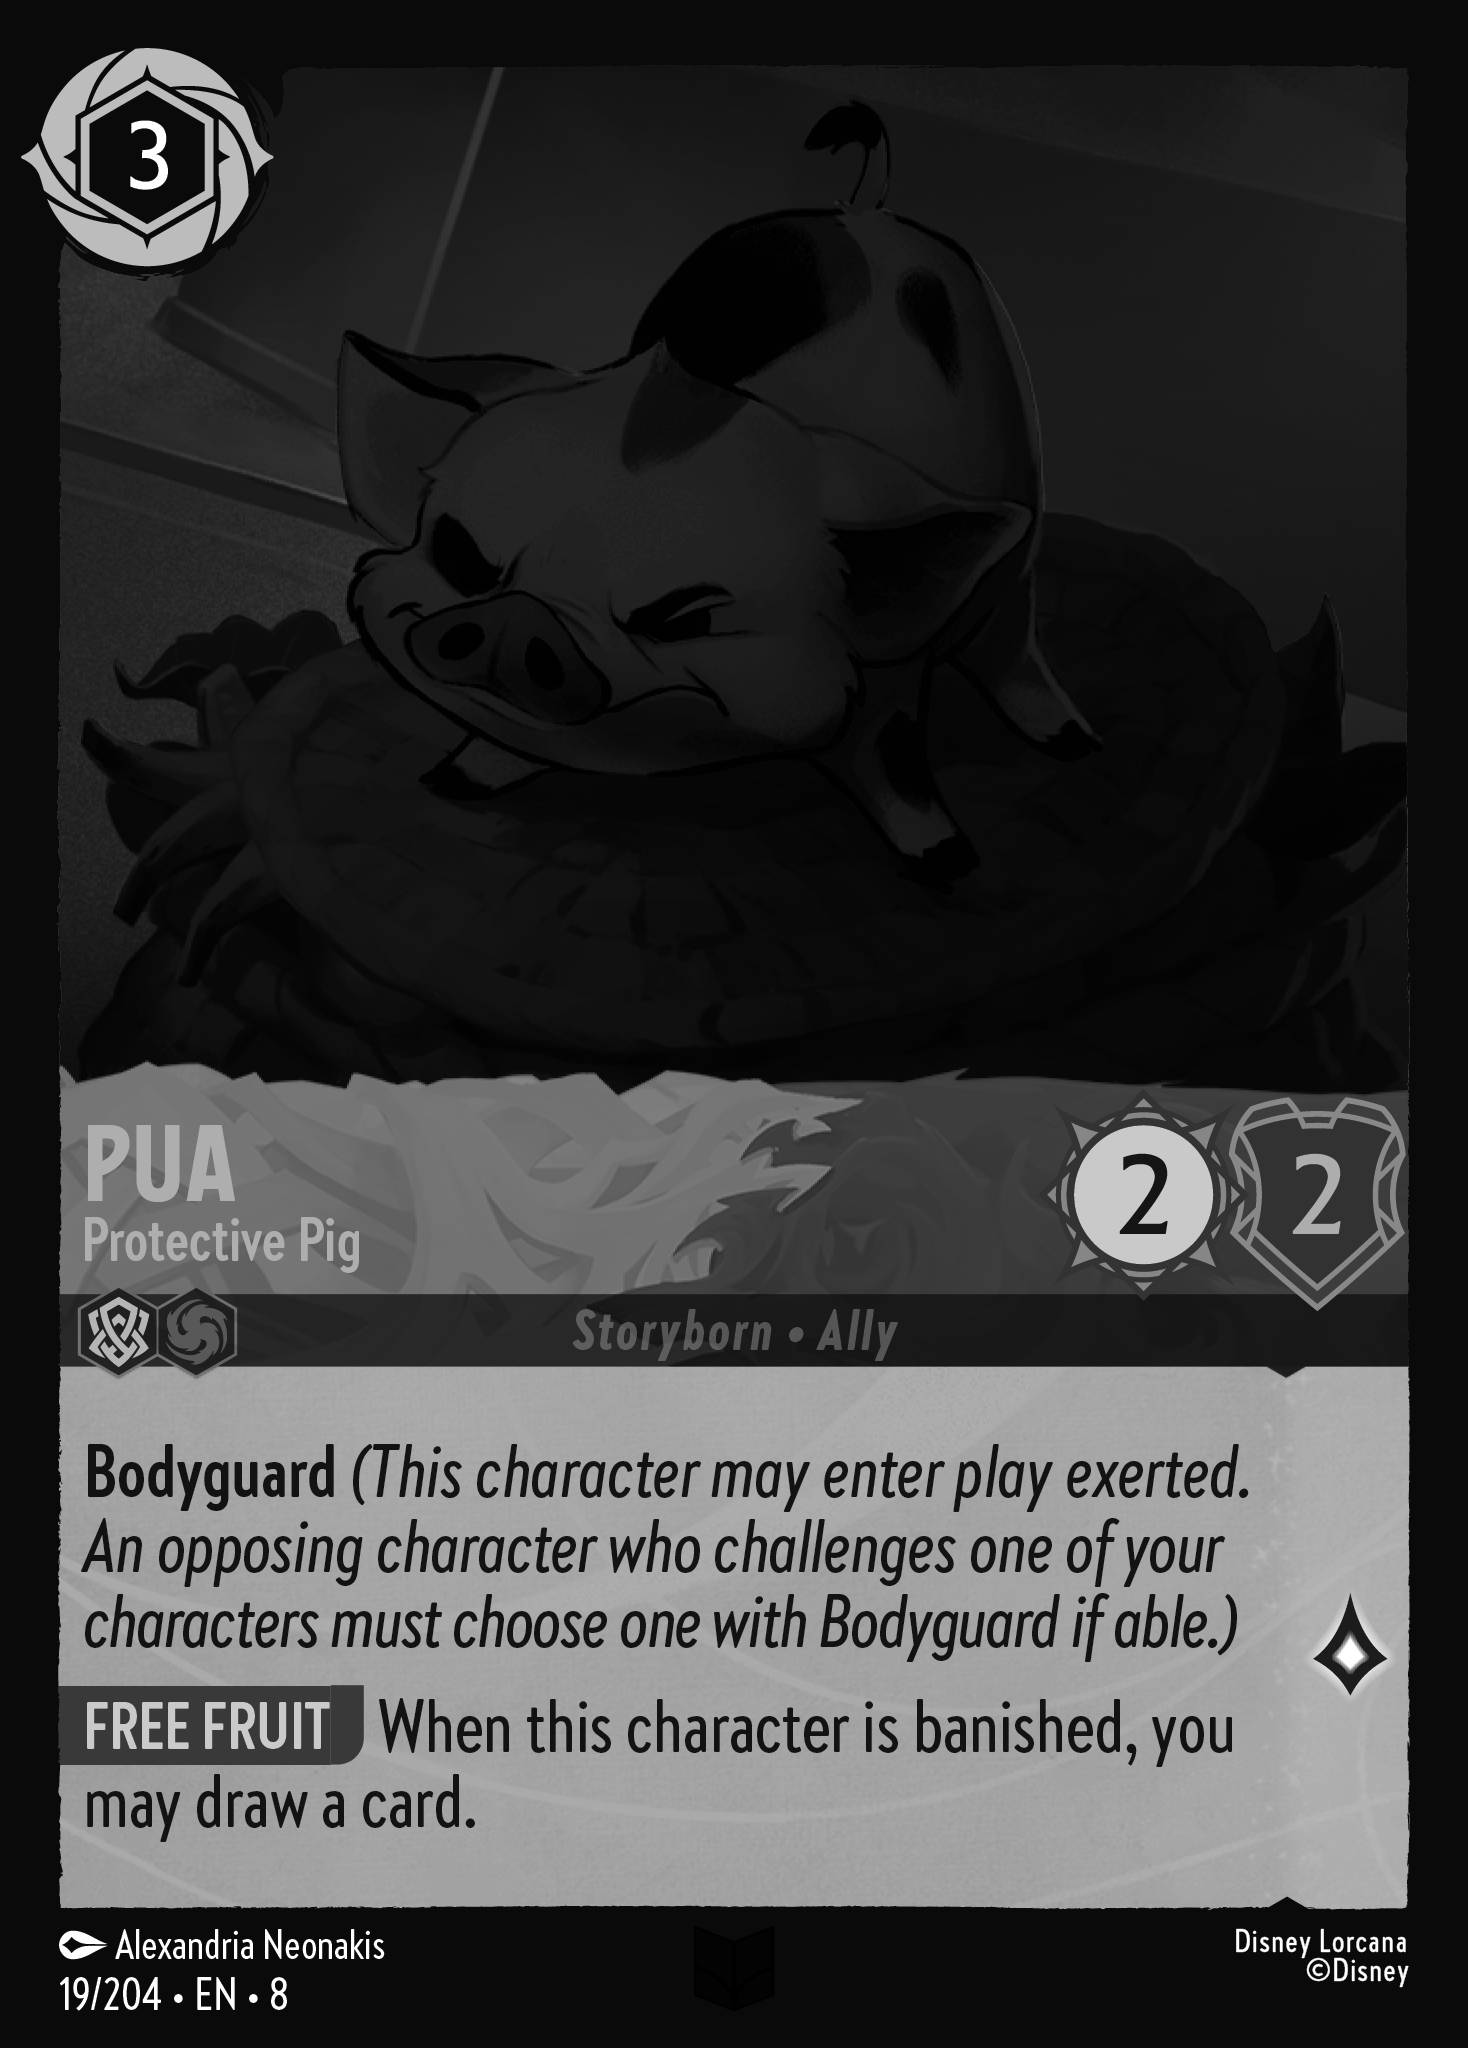 3
PUA
Protective Pig
2 2
Storyborn • Ally
Bodyguard (This character may enter play exerted.
An opposing character who challenges one of your
characters must choose one with Bodyguard if able.)
FREE FRUIT When this character is banished, you
may draw a card.
Alexandria Neonakis
19/204 • EN • 8
Disney Lorcana
©Disney